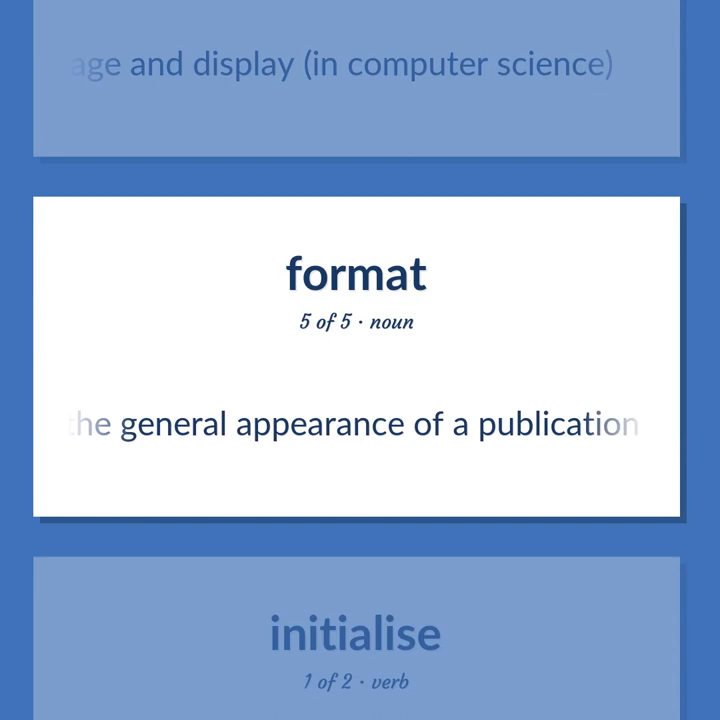 age and display (in computer science)
format
5 of 5 · noun
the general appearance of a publication
initialise
1 of 2 · verb